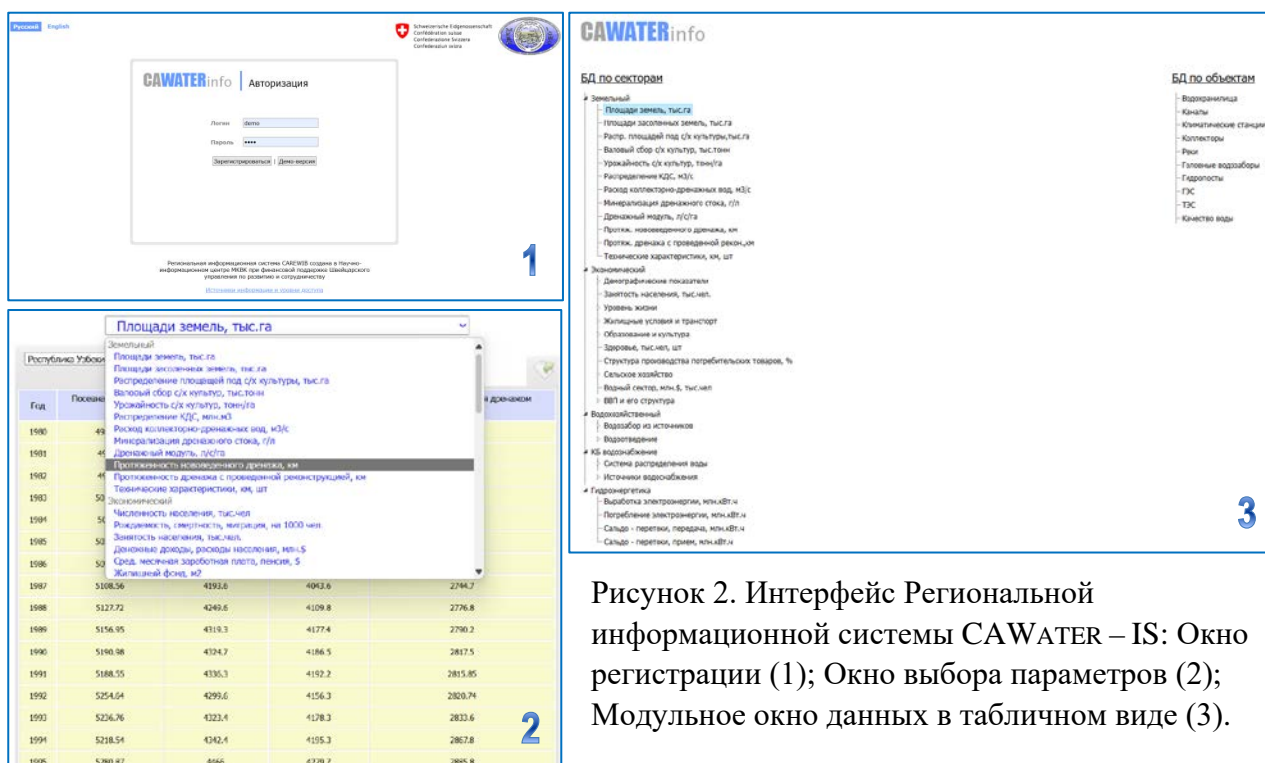 Русский English
Schweizerische Eidgenossenschaft
Confédération suisse
Confederazione Svizzera
Confederaziun svizra
CAWATERinfo Авторизация
Логин demo
Пароль ••••
Зарегистрироваться | Демо-версия
Региональная информационная система CAREWIB создана в Научно-
информационном центре МКВК при финансовой поддержке Швейцарского
управления по развитию и сотрудничеству
Источники информации и уровни доступа
1
Площади земель, тыс.га
Земельный
Площади земель, тыс.га
Площади засоленных земель, тыс.га
Распределение площадей под с/х культуры, тыс.га
Валовый сбор с/х культур, тыс.тонн
Урожайность с/х культур, тонн/га
Распределение КДС, млн.м3
Расход коллекторно-дренажных вод, м3/с
Минерализация дренажного стока, г/л
Дренажный модуль, л/с/га
Протяженность нововведенного дренажа, км
Протяженность дренажа с проведенной реконструкцией, км
Технические характеристики, км, шт
Экономический
Численность населения, тыс.чел
Рождаемость, смертность, миграция, на 1000 чел.
Занятость населения, тыс.чел.
Денежные доходы, расходы населения, млн.$
Сред. месячная заработная плата, пенсия, $
Жилищный фонд, м2
Республика
Год дренажом
1980
1981
1982
1983
1984
1985
1986
1987 5108.56 4193.6 4043.6 2744.7
1988 5127.72 4249.6 4109.8 2776.8
1989 5156.95 4319.3 4177.4 2790.2
1990 5190.98 4324.7 4186.5 2817.5
1991 5188.55 4336.3 4192.2 2815.85
1992 5254.64 4299.6 4156.3 2820.74
1993 5236.76 4323.4 4178.3 2833.6
1994 5218.54 4342.4 4195.3 2867.8
2
CAWATERinfo
БД по секторам
Земельный
Площади земель, тыс.га
Площади засоленных земель, тыс.га
Распр. площадей под с/х культуры,тыс.га
Валовый сбор с/х культур, тыс.тонн
Урожайность с/х культур, тонн/га
Распределение КДС, м3/с
Расход коллекторно-дренажных вод, м3/с
Минерализация дренажного стока, г/л
Дренажный модуль, л/с/га
Протяж. нововведенного дренажа, км
Протяж. дренажа с проведенной рекон.,км
Технические характеристики, км, шт
Экономический
Демографические показатели
Занятость населения, тыс.чел.
Уровень жизни
Жилищные условия и транспорт
Образование и культура
Здоровье, тыс.чел, шт
Структура производства потребительских товаров, %
Сельское хозяйство
Водный сектор, млн.$, тыс.чел
ВВП и его структура
Водохозяйственный
Водозабор из источников
Водоотведение
КБ водоснабжение
Система распределения воды
Источники водоснабжения
Гидроэнергетика
Выработка электроэнергии, млн.кВт.ч
Потребление электроэнергии, млн.кВт.ч
Сальдо - перетоки, передача, млн.кВт.ч
Сальдо - перетоки, прием, млн.кВт.ч
БД по объектам
Водохранилища
Каналы
Климатические станции
Коллекторы
Реки
Головные водозаборы
Гидропосты
ГЭС
ТЭС
Качество воды
3
Рисунок 2. Интерфейс Региональной
информационной системы CAWATER – IS: Окно
регистрации (1); Окно выбора параметров (2);
Модульное окно данных в табличном виде (3).